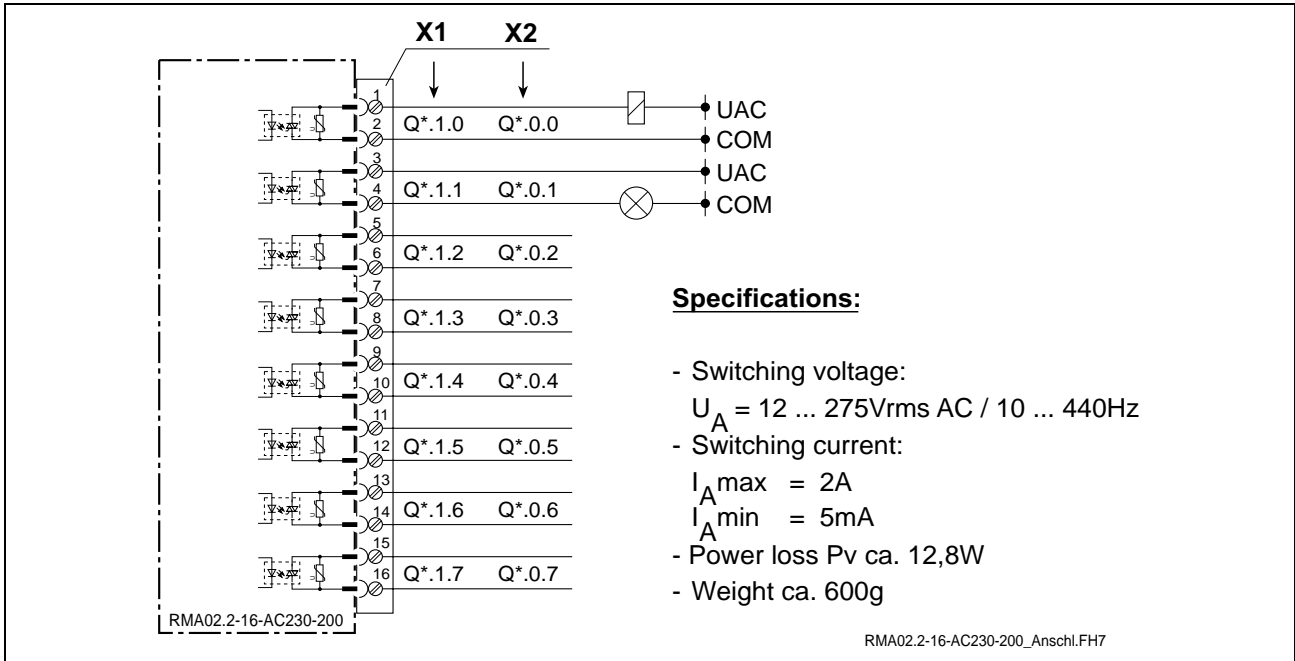 X1 X2
1
Q*.1.0 Q*.0.0 UAC
2
COM
3
UAC
4 Q*.1.1 Q*.0.1
COM
5
Q*.1.2 Q*.0.2
6
7
Q*.1.3 Q*.0.3
8
9
Q*.1.4 Q*.0.4
10
11
Q*.1.5 Q*.0.5
12
13
Q*.1.6 Q*.0.6
14
15
Q*.1.7 Q*.0.7
16
RMA02.2-16-AC230-200
Specifications:
- Switching voltage:
UA = 12 ... 275Vrms AC / 10 ... 440Hz
- Switching current:
IAmax = 2A
IAmin = 5mA
- Power loss Pv ca. 12,8W
- Weight ca. 600g
RMA02.2-16-AC230-200_Anschl.FH7